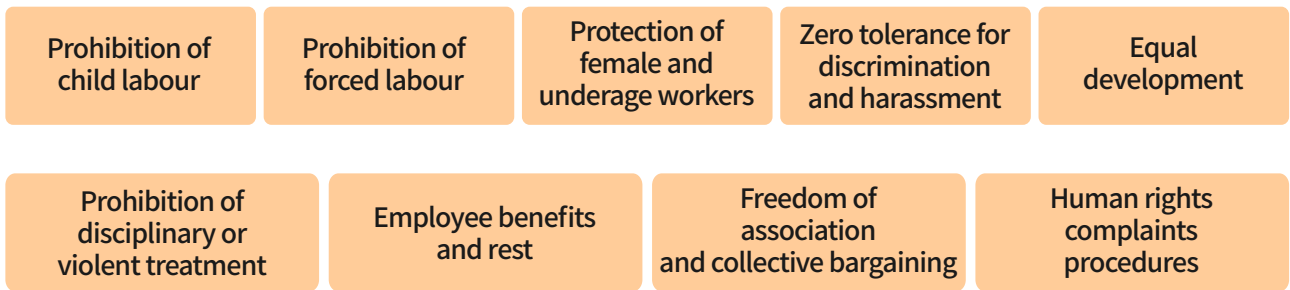 Prohibition of
child labour
Prohibition of
forced labour
Protection of
female and
underage workers
Zero tolerance for
discrimination
and harassment
Equal
development
Prohibition of
disciplinary or
violent treatment
Employee benefits
and rest
Freedom of
association
and collective bargaining
Human rights
complaints
procedures